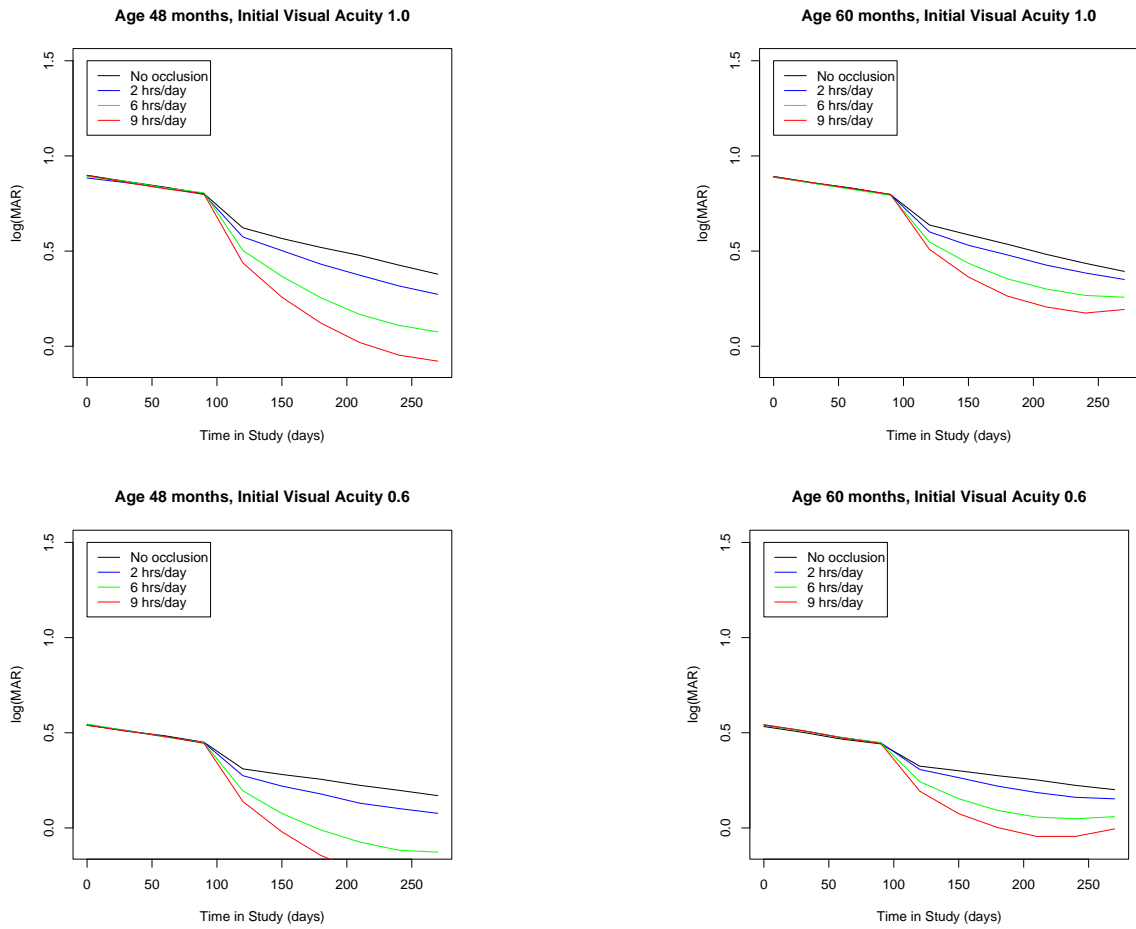 Age 48 months, Initial Visual Acuity 1.0
1.5
1.0
0.5
0.0
log(MAR)
No occlusion
2 hrs/day
6 hrs/day
9 hrs/day
0 50 100 150 200 250
Time in Study (days)
Age 60 months, Initial Visual Acuity 1.0
1.5
1.0
0.5
0.0
log(MAR)
No occlusion
2 hrs/day
6 hrs/day
9 hrs/day
0 50 100 150 200 250
Time in Study (days)
Age 48 months, Initial Visual Acuity 0.6
1.5
1.0
0.5
0.0
log(MAR)
No occlusion
2 hrs/day
6 hrs/day
9 hrs/day
0 50 100 150 200 250
Time in Study (days)
Age 60 months, Initial Visual Acuity 0.6
1.5
1.0
0.5
0.0
log(MAR)
No occlusion
2 hrs/day
6 hrs/day
9 hrs/day
0 50 100 150 200 250
Time in Study (days)